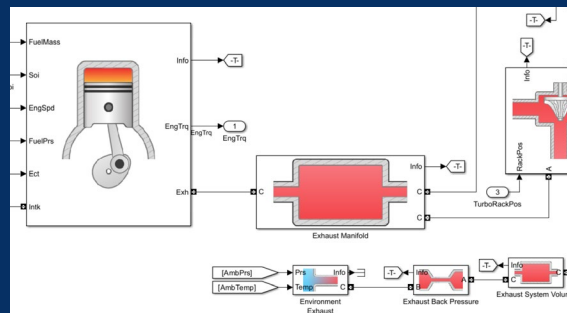 FuelMass
Soi
EngSpd
FuelPrs
Ect
Intk
Info
-T-
EngTrq
EngTrq
1
EngTrq
Exh
C
Info
-T-
C
C
Exhaust Manifold
-T-
-T-
Info
RackPos
A
3
TurboRackPos
[AmbPrs]
[AmbTemp]
Prs
Temp
Info
C
Environment
Exhaust
-T-
Info
B
A
Exhaust Back Pressure
-T-
Info
C
C
Exhaust System Volum